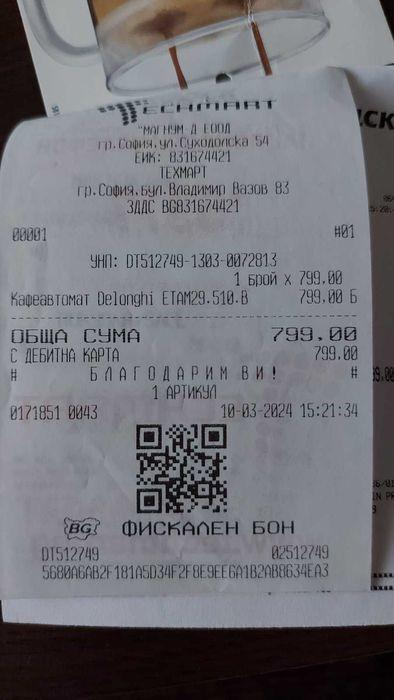 TECHMART
"МАГНУМ Д ЕООД
гр.София.ул.Суходолска 54
ЕИК: 831674421
ТЕХМАРТ
гр.София.бул.Владимир Вазов 83
ЗДДС BG831674421
00001 #01
УНП: DT512749-1303-0072813
1 брой x 799.00
Кафеавтомат Delonghi ETAM29.510.B 799.00 Б
ОБЩА СУМА 799.00
С ДЕБИТНА КАРТА 799.00
# БЛАГОДАРИМ ВИ! #
1 АРТИКУЛ
0171851 0043 10-03-2024 15:21:34
BG ФИСКАЛЕН БОН
DT512749 02512749
5680A6AB2F181A5D34F2F8E9EE6A1B2AB8634EA3